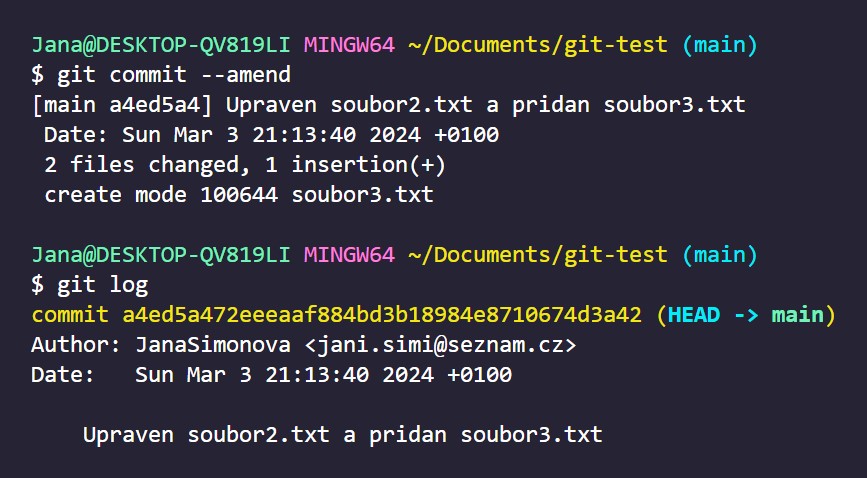 Jana@DESKTOP-QV819LI MINGW64 ~/Documents/git-test (main)
$ git commit --amend
[main a4ed5a4] Upraven soubor2.txt a pridan soubor3.txt
 Date: Sun Mar 3 21:13:40 2024 +0100
 2 files changed, 1 insertion(+)
 create mode 100644 soubor3.txt

Jana@DESKTOP-QV819LI MINGW64 ~/Documents/git-test (main)
$ git log
commit a4ed5a472eeeaaf884bd3b18984e8710674d3a42 (HEAD -> main)
Author: JanaSimonova <jani.simi@seznam.cz>
Date:   Sun Mar 3 21:13:40 2024 +0100

    Upraven soubor2.txt a pridan soubor3.txt